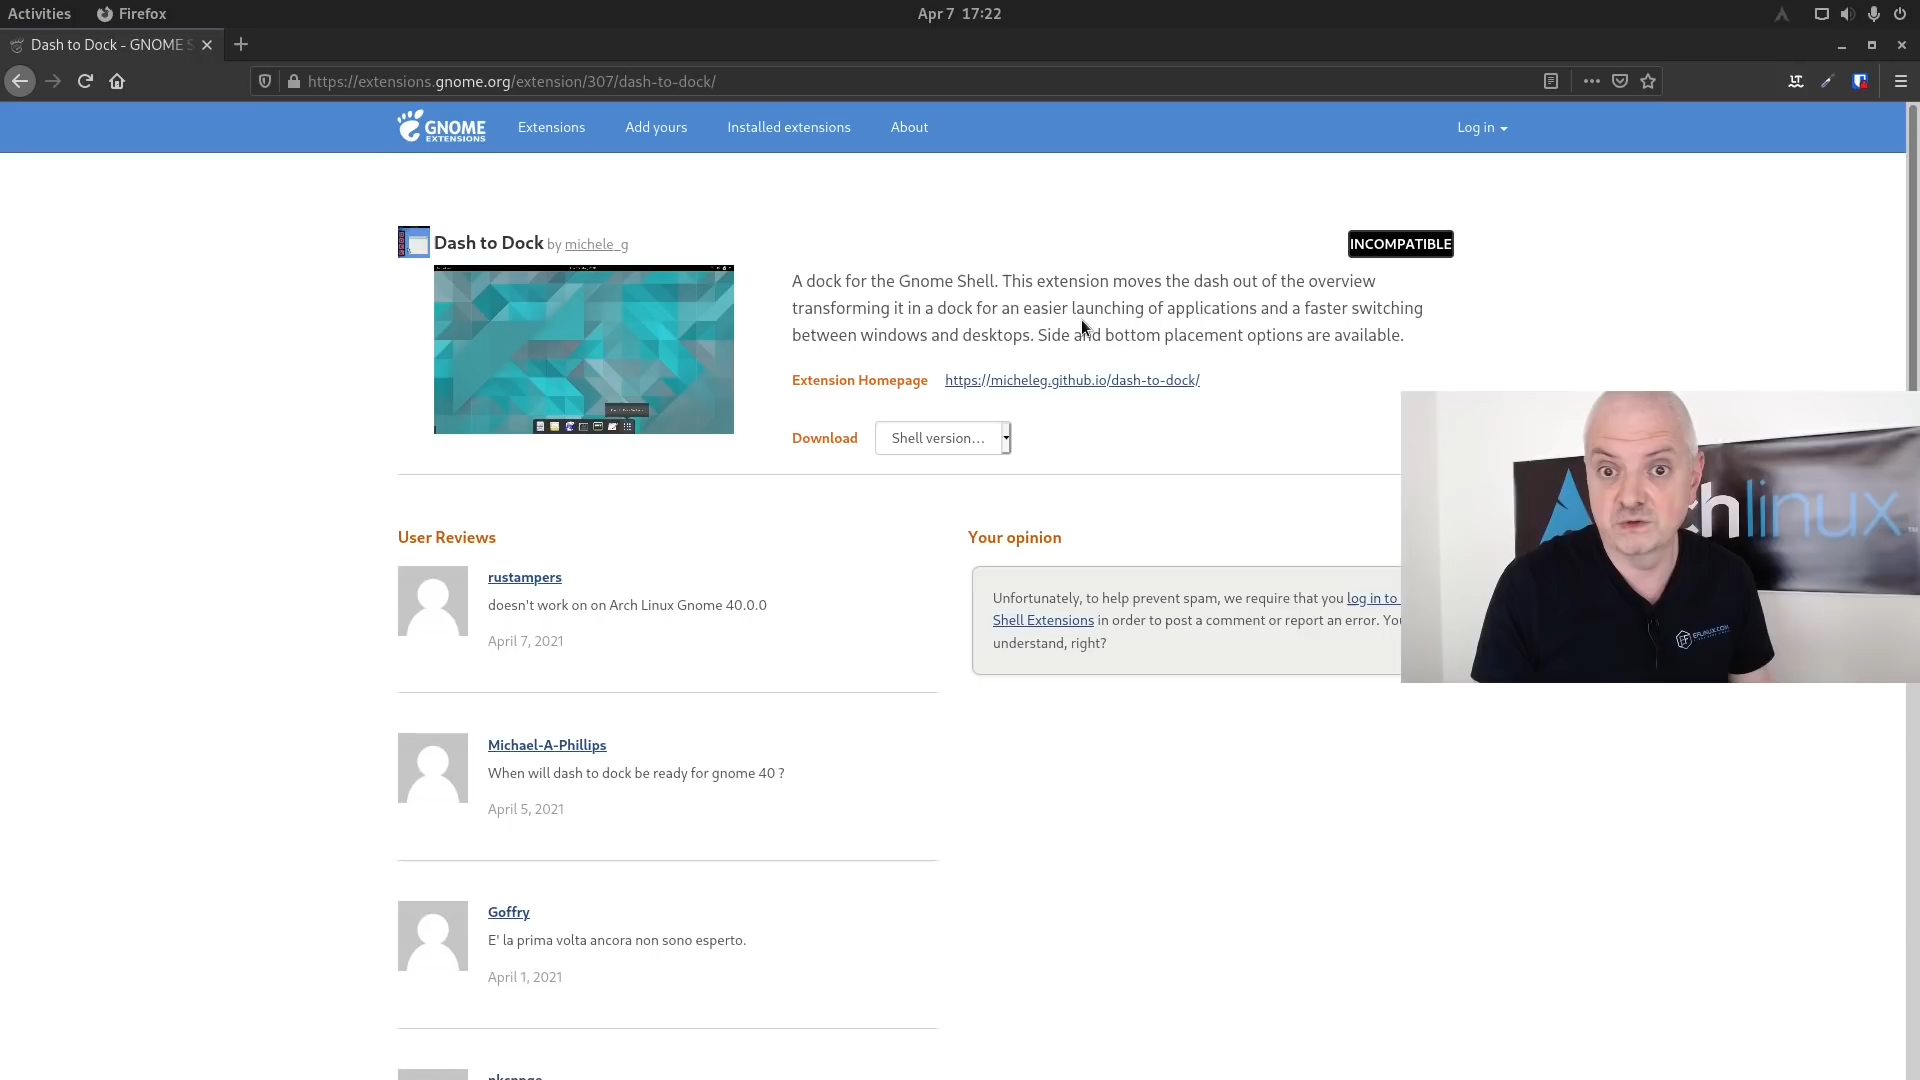 Activities Firefox Apr 7 17:22
Dash to Dock - GNOME S
https://extensions.gnome.org/extension/307/dash-to-dock/
GNOME EXTENSIONS Extensions Add yours Installed extensions About Log in
Dash to Dock by michele_g INCOMPATIBLE
A dock for the Gnome Shell. This extension moves the dash out of the overview
transforming it in a dock for an easier launching of applications and a faster switching
between windows and desktops. Side and bottom placement options are available.
Extension Homepage https://micheleg.github.io/dash-to-dock/
Download Shell version...
chlinux
EF EFLINUX.COM
User Reviews
rustampers
doesn't work on on Arch Linux Gnome 40.0.0
April 7, 2021
Michael-A-Phillips
When will dash to dock be ready for gnome 40 ?
April 5, 2021
Goffry
E' la prima volta ancora non sono esperto.
April 1, 2021
Your opinion
Unfortunately, to help prevent spam, we require that you log in to
Shell Extensions in order to post a comment or report an error. You
understand, right?